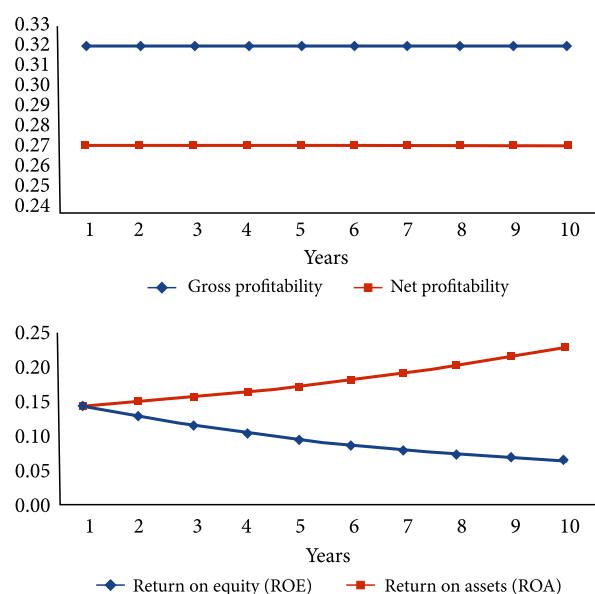 0.33
0.32
0.31
0.30
0.29
0.28
0.27
0.26
0.25
0.24
1 2 3 4 5 6 7 8 9 10
Years
Gross profitability Net profitability
0.25
0.20
0.15
0.10
0.05
0.00
1 2 3 4 5 6 7 8 9 10
Years
Return on equity (ROE) Return on assets (ROA)